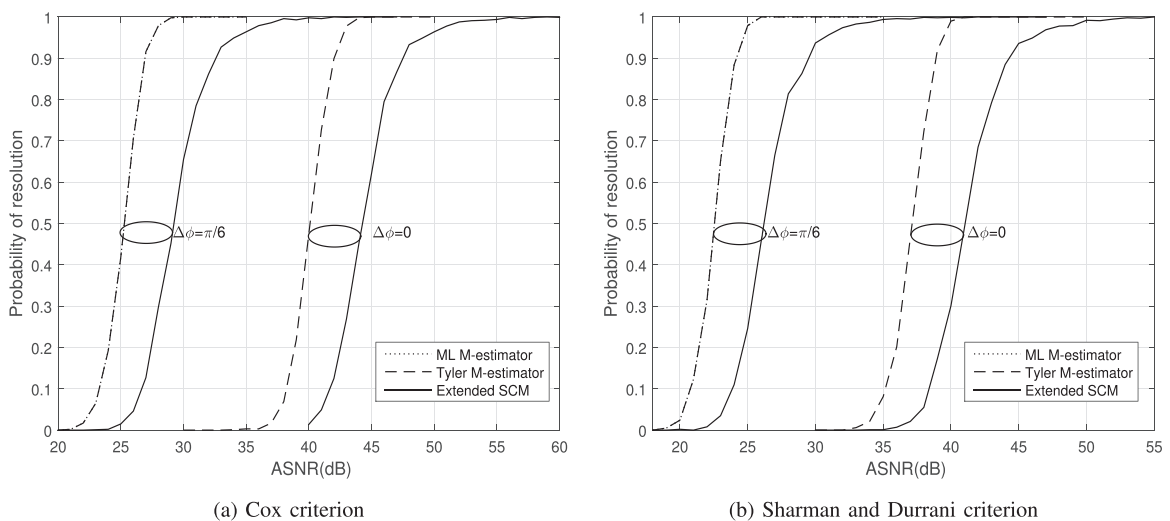 Probability of resolution
1
0.9
0.8
0.7
0.6
0.5
0.4
0.3
0.2
0.1
0
20 25 30 35 40 45 50 55 60
ASNR(dB)
Δϕ=π/6
Δϕ=0
ML M-estimator
Tyler M-estimator
Extended SCM
(a) Cox criterion
Probability of resolution
1
0.9
0.8
0.7
0.6
0.5
0.4
0.3
0.2
0.1
0
20 25 30 35 40 45 50 55
ASNR(dB)
Δϕ=π/6
Δϕ=0
ML M-estimator
Tyler M-estimator
Extended SCM
(b) Sharman and Durrani criterion